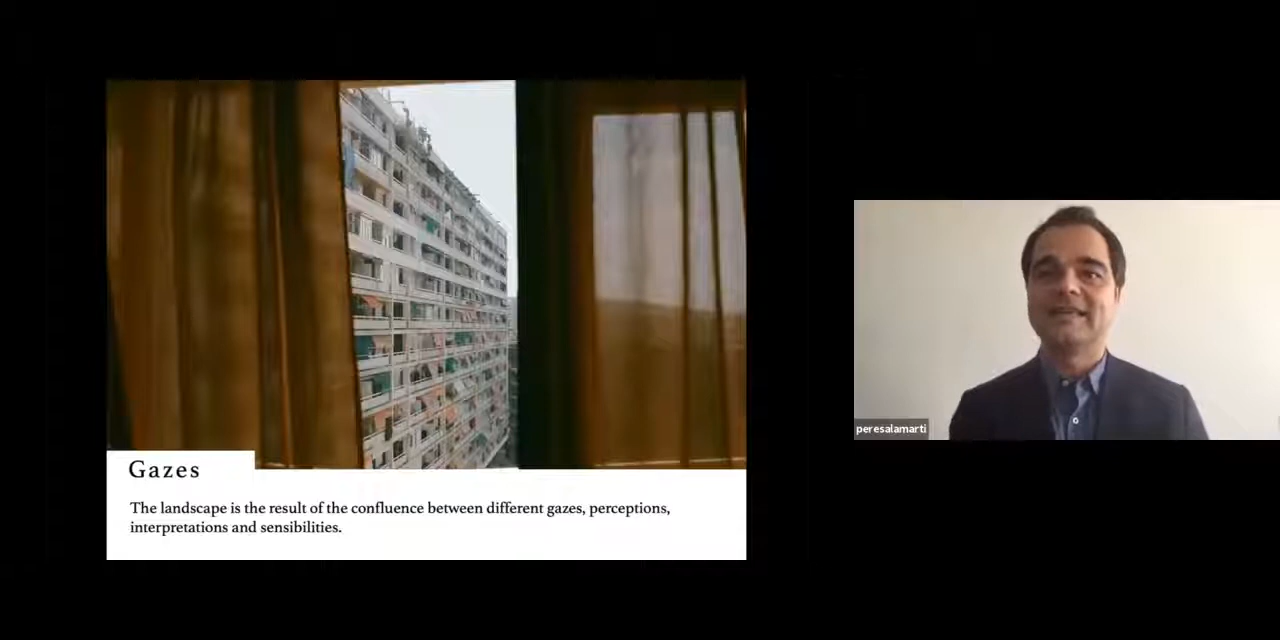 Gazes
The landscape is the result of the confluence between different gazes, perceptions,
interpretations and sensibilities.
peresalamarti